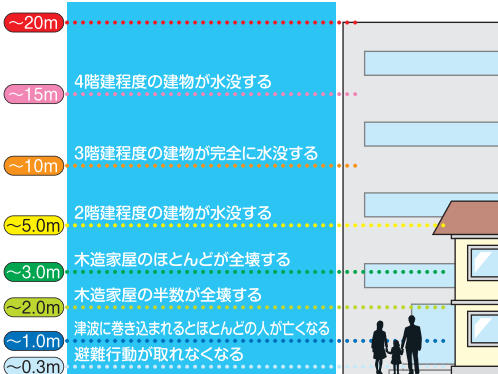 ~20m
4階建程度の建物が水没する
~15m
3階建程度の建物が完全に水没する
~10m
2階建程度の建物が水没する
~5.0m
木造家屋のほとんどが全壊する
~3.0m
木造家屋の半数が全壊する
~2.0m
津波に巻き込まれるとほとんどの人が亡くなる
~1.0m
避難行動が取れなくなる
~0.3m